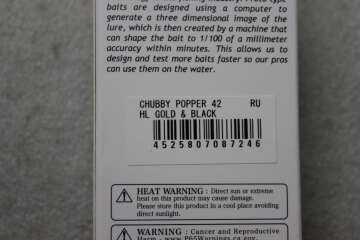 baits are designed using a computer to
generate a three dimensional image of the
lure, which is then created by a machine that
can shape the bait to 1/100 of a millimeter
accuracy within minutes. This allows us to
design and test more baits faster so our pros
can use them on the water.
CHUBBY POPPER 42 RU
HL GOLD & BLACK
4525807087246
HEAT WARNING : Direct sun or extreme
heat on this product may cause damage.
Please store this product in a cool place avoiding
direct sunlight.
WARNING : Cancer and Reproductive
Harm - www.P65Warnings.ca.gov